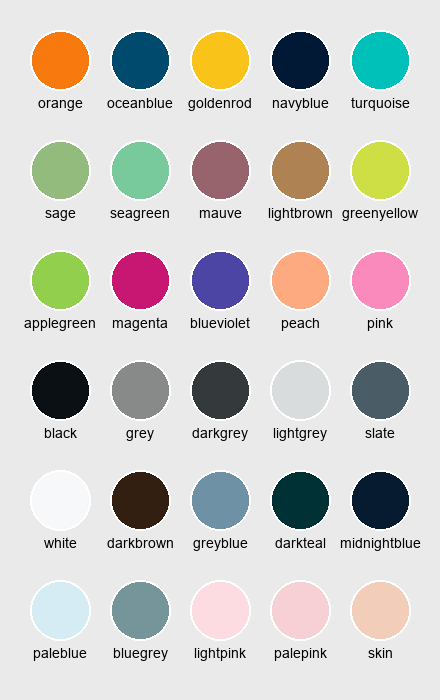 orange oceanblue goldenrod navyblue turquoise
sage seagreen mauve lightbrown greenyellow
applegreen magenta blueviolet peach pink
black grey darkgrey lightgrey slate
white darkbrown greyblue darkteal midnightblue
paleblue bluegrey lightpink palepink skin